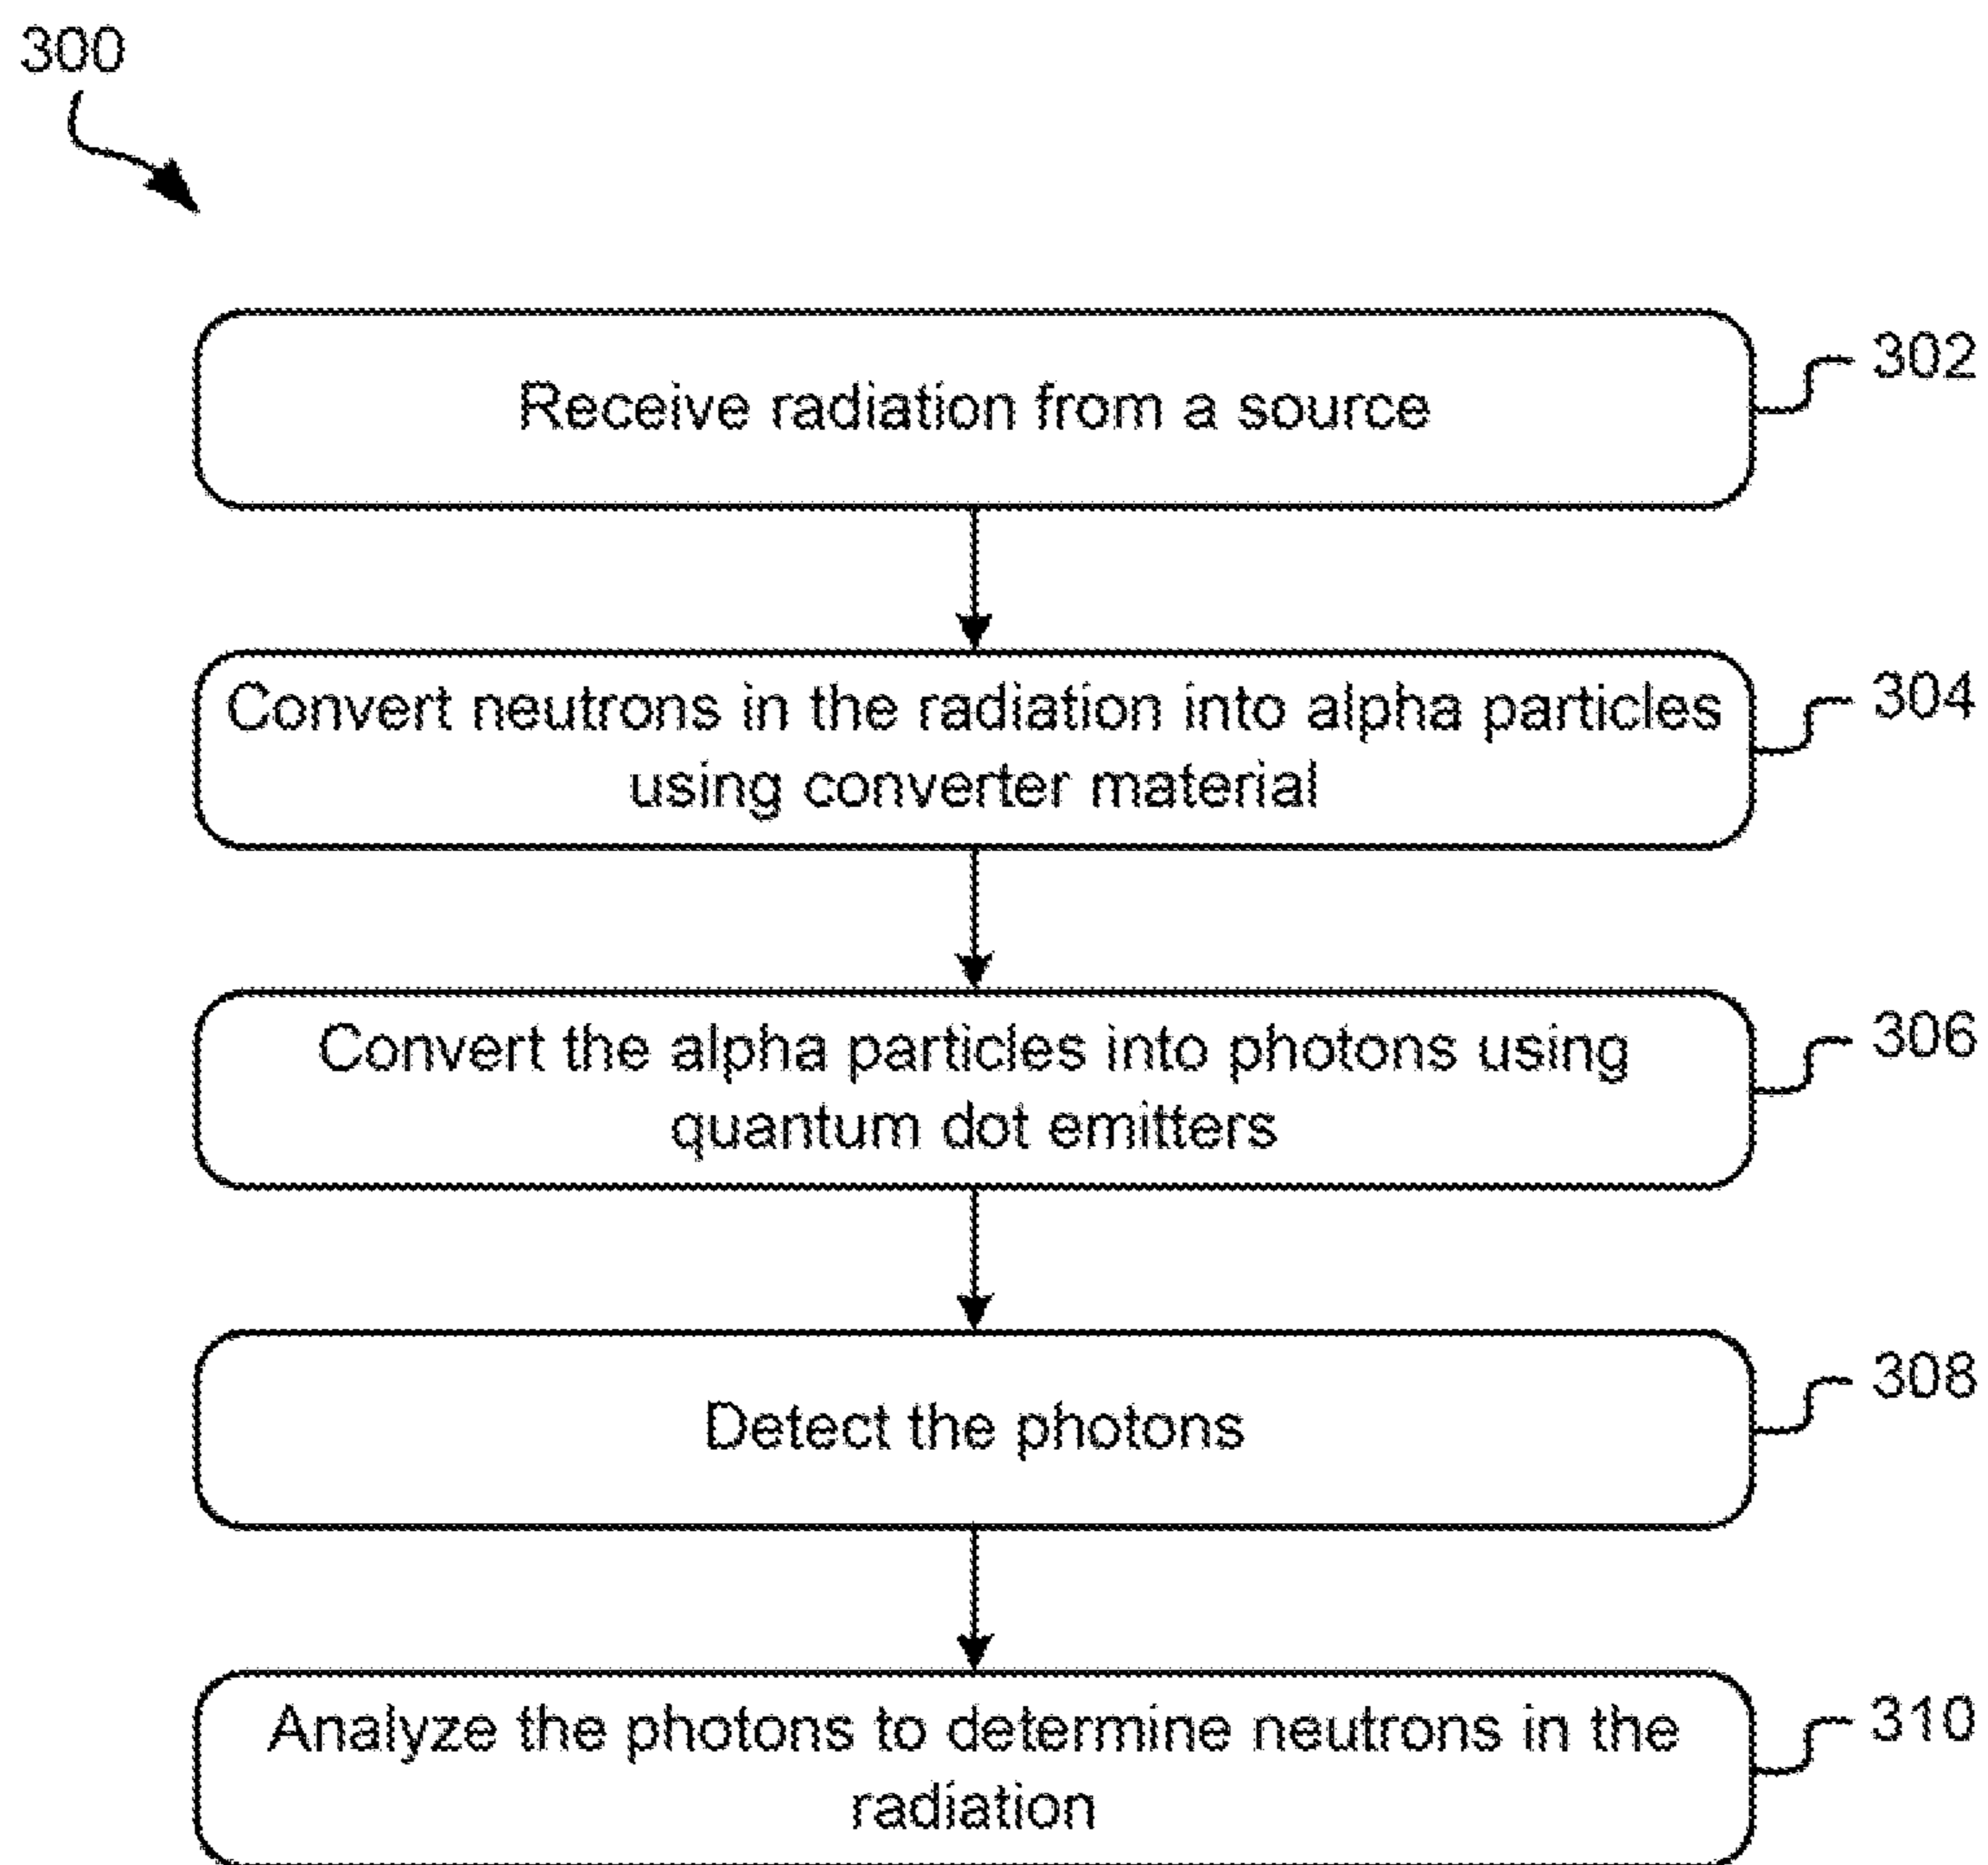 300
Receive radiation from a source
302
Convert neutrons in the radiation into alpha particles
using converter material
304
Convert the alpha particles into photons using
quantum dot emitters
306
Detect the photons
308
Analyze the photons to determine neutrons in the
radiation
310